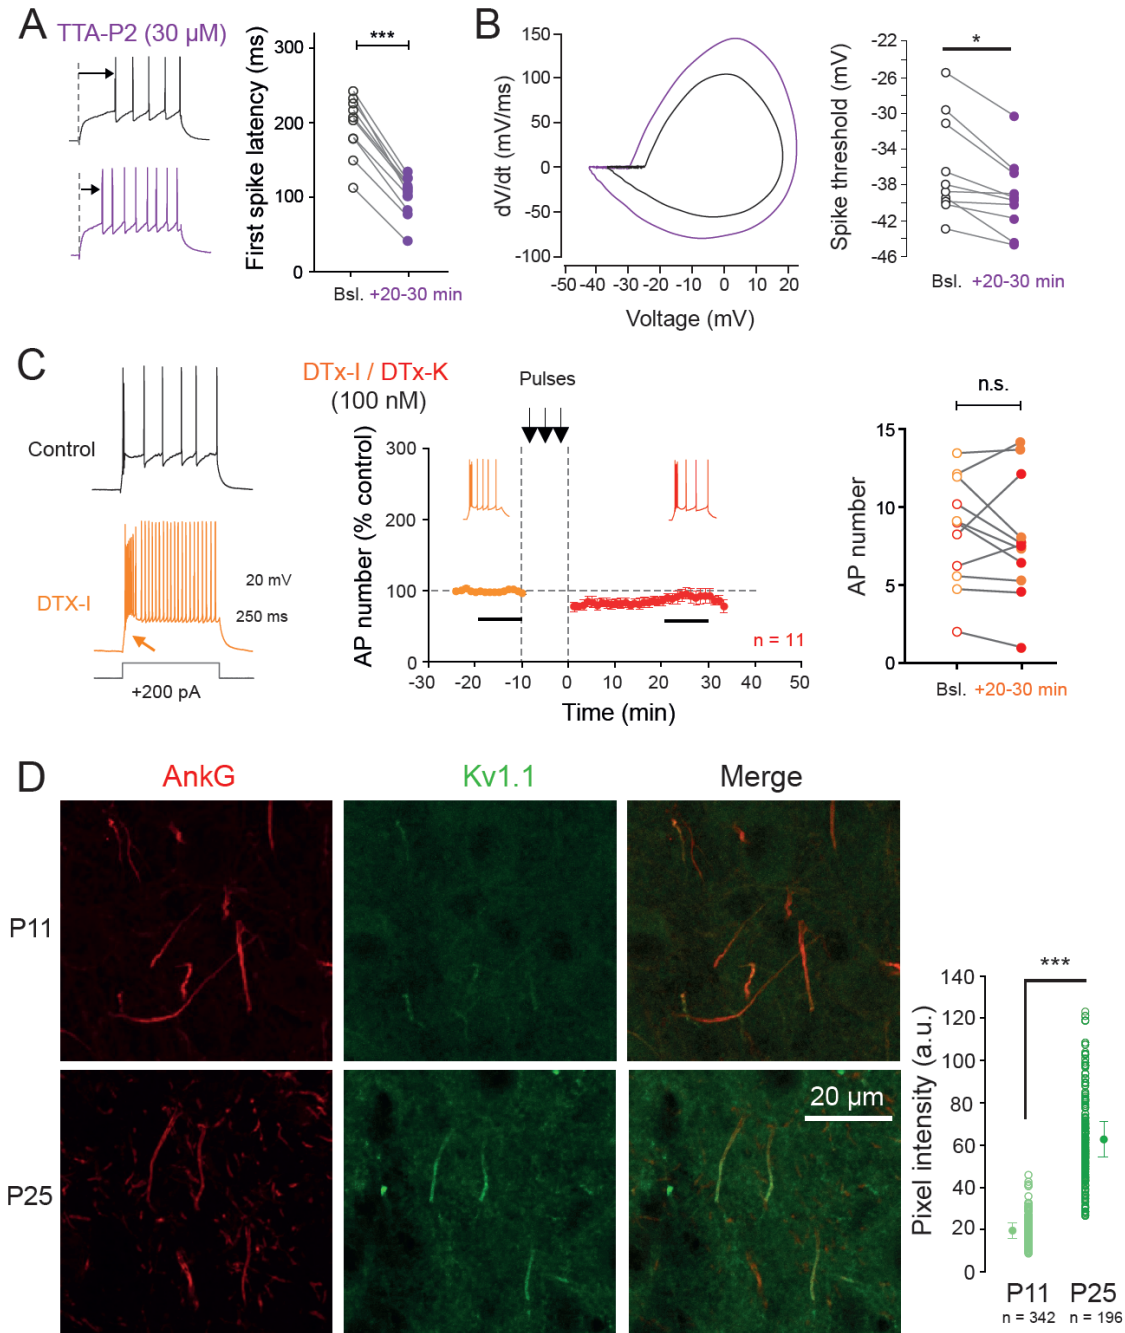 A
TTA-P2 (30 µM)
First spike latency (ms)
300
200
100
0
***
Bsl. +20-30 min
B
dV/dt (mV/ms)
150
100
50
0
-50
-100
-50 -40 -30 -20 -10 0 10 20
Voltage (mV)
Spike threshold (mV)
-22
-26
-30
-34
-38
-42
-46
*
Bsl. +20-30 min
C
Control
DTX-I
20 mV
250 ms
+200 pA
DTx-I / DTx-K
(100 nM)
Pulses
AP number (% control)
300
200
100
0
n = 11
-30 -20 -10 0 10 20 30 40 50
Time (min)
n.s.
AP number
15
10
5
0
Bsl. +20-30 min
D
AnkG Kv1.1 Merge
P11
P25
20 µm
Pixel intensity (a.u.)
140
120
100
80
60
40
20
0
***
P11 P25
n = 342 n = 196